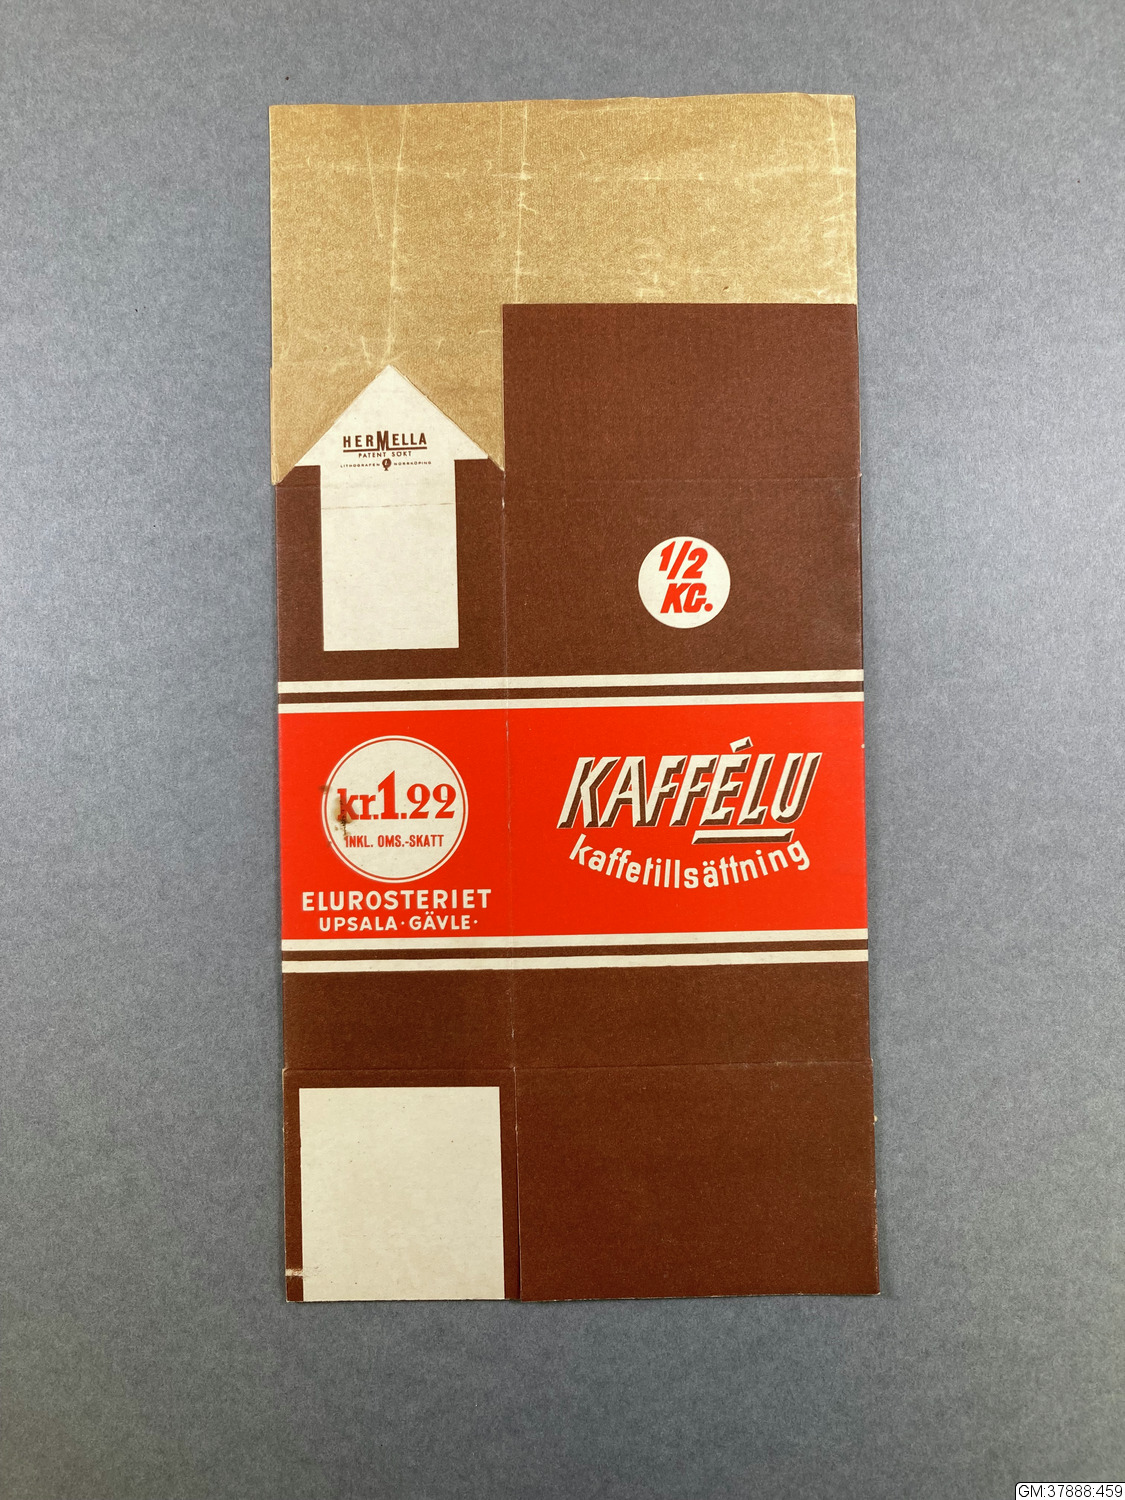 HERMELLA
PATENT SÖKT
LITHOGRAFEN NORRKÖPING
1/2
KG.
kr.1.22
INKL. OMS.-SKATT
ELUROSTERIET
UPSALA·GÄVLE·
KAFFÉLU
kaffetillsättning
GM:37888:459